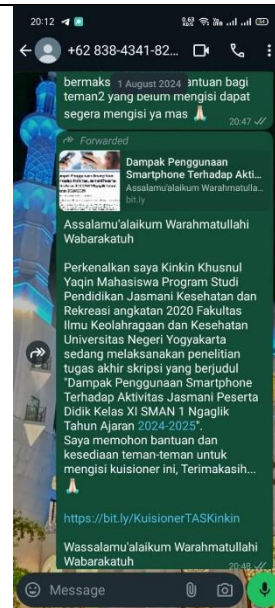 20:12
+62 838-4341-82...
bermaks
1 August 2024
antuan bagi
teman2 yang belum mengisi dapat
segera mengisi ya mas 🙏
20:47
Forwarded
Dampak Penggunaan
Smartphone Terhadap Akti...
Assalamu'alaikum Warahmatulla...
bit.ly
Assalamu'alaikum Warahmatullahi
Wabarakatuh
Perkenalkan saya Kinkin Khusnul
Yaqin Mahasiswa Program Studi
Pendidikan Jasmani Kesehatan dan
Rekreasi angkatan 2020 Fakultas
Ilmu Keolahragaan dan Kesehatan
Universitas Negeri Yogyakarta
sedang melaksanakan penelitian
tugas akhir skripsi yang berjudul
"Dampak Penggunaan Smartphone
Terhadap Aktivitas Jasmani Peserta
Didik Kelas XI SMAN 1 Ngaglik
Tahun Ajaran 2024-2025".
Saya memohon bantuan dan
kesediaan teman-teman untuk
mengisi kuisioner ini, Terimakasih...
🙏
https://bit.ly/KuisionerTASKinkin
Wassalamu'alaikum Warahmatullahi
Wabarakatuh
20:48
Message